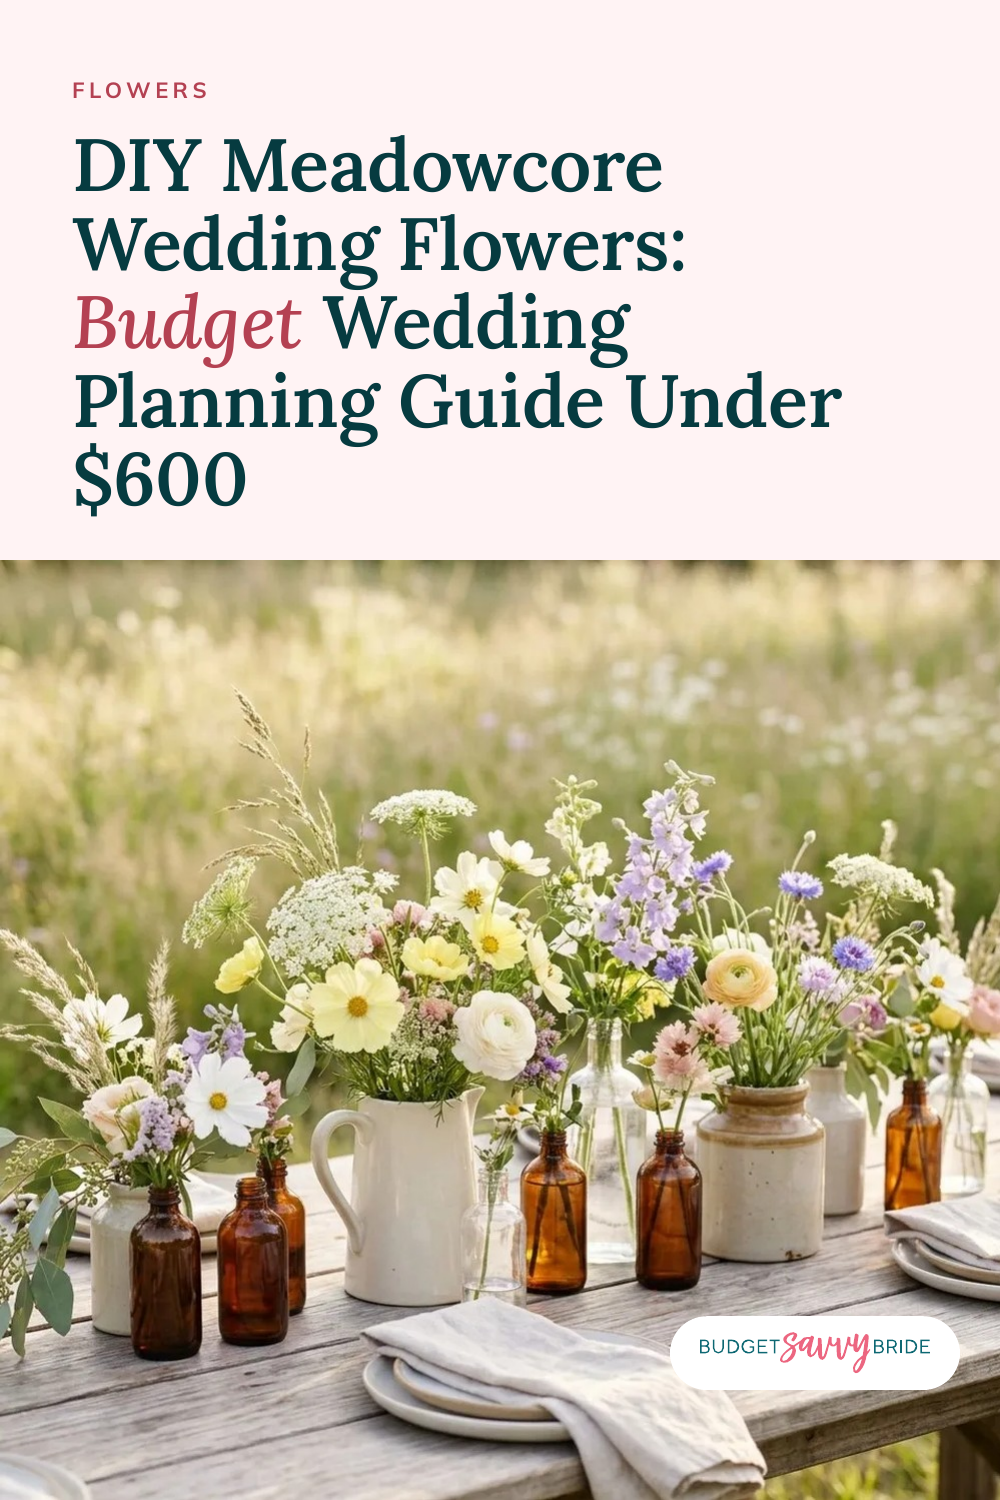 FLOWERS
DIY Meadowcore
Wedding Flowers:
Budget Wedding
Planning Guide Under
$600
BUDGET savvy BRIDE